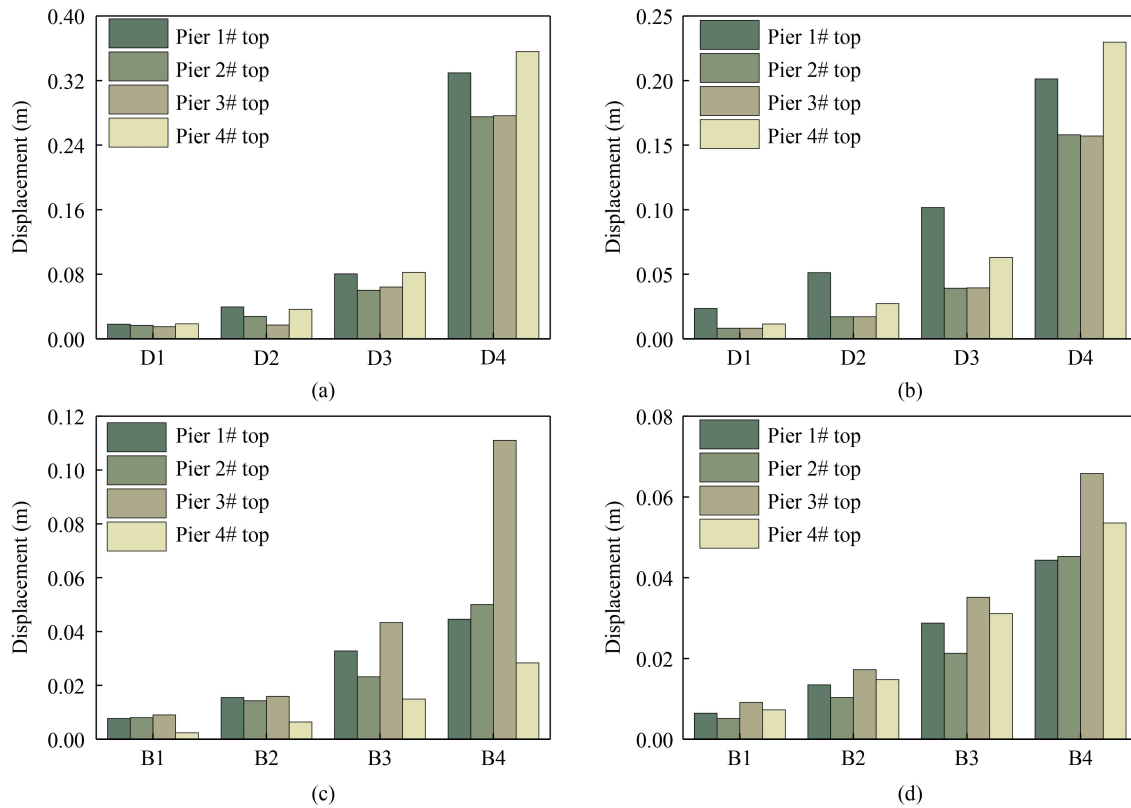 0.40
0.32
0.24
0.16
0.08
0.00
Displacement (m)
Pier 1# top
Pier 2# top
Pier 3# top
Pier 4# top
D1 D2 D3 D4
(a)
0.25
0.20
0.15
0.10
0.05
0.00
Displacement (m)
Pier 1# top
Pier 2# top
Pier 3# top
Pier 4# top
D1 D2 D3 D4
(b)
0.12
0.10
0.08
0.06
0.04
0.02
0.00
Displacement (m)
Pier 1# top
Pier 2# top
Pier 3# top
Pier 4# top
B1 B2 B3 B4
(c)
0.08
0.06
0.04
0.02
0.00
Displacement (m)
Pier 1# top
Pier 2# top
Pier 3# top
Pier 4# top
B1 B2 B3 B4
(d)